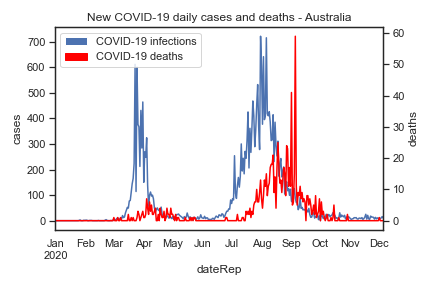 New COVID-19 daily cases and deaths - Australia
COVID-19 infections
COVID-19 deaths
700
600
500
400
300
200
100
0
cases
60
50
40
30
20
10
0
deaths
Jan Feb Mar Apr May Jun Jul Aug Sep Oct Nov Dec
2020
dateRep